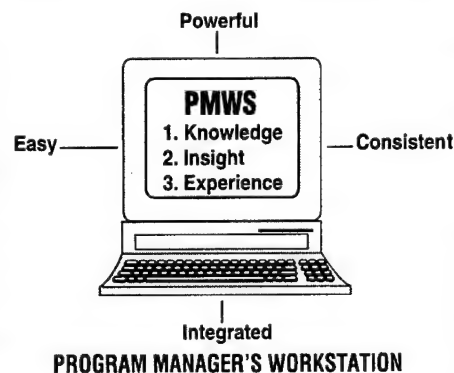 Powerful
PMWS
1. Knowledge
Easy
2. Insight
Consistent
3. Experience
Integrated
PROGRAM MANAGER'S WORKSTATION